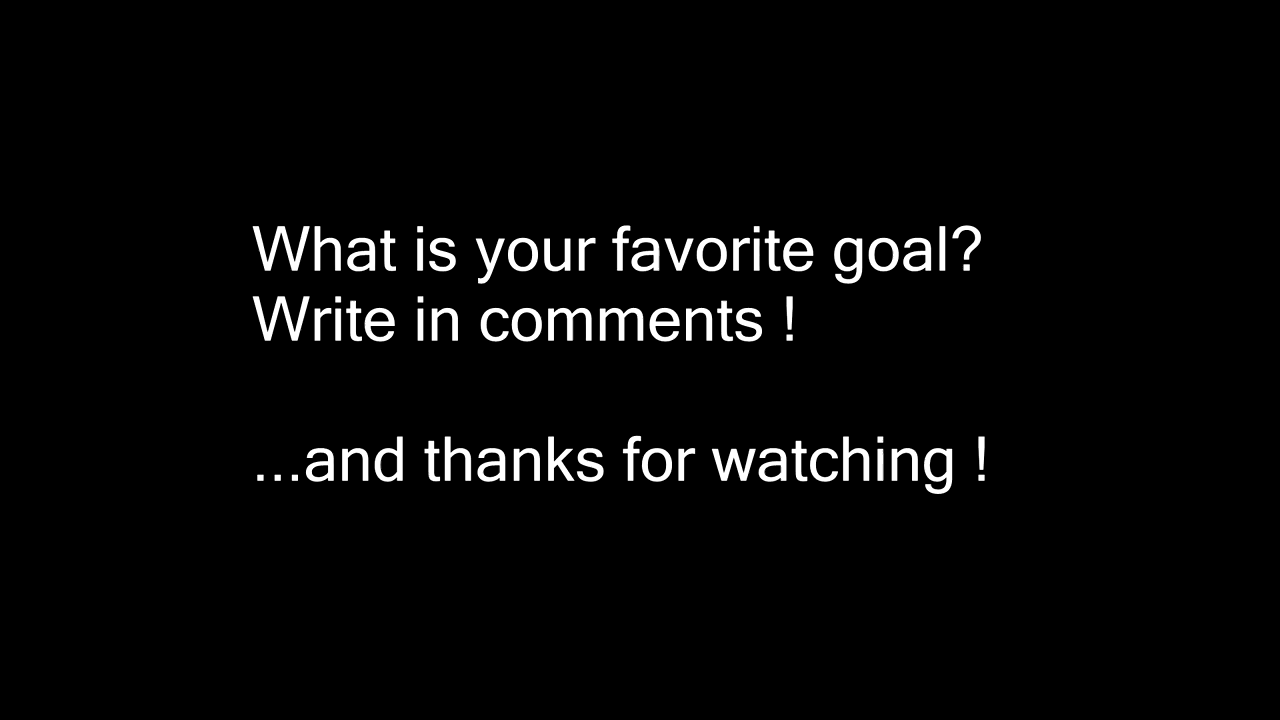 What is your favorite goal?
Write in comments !
...and thanks for watching !